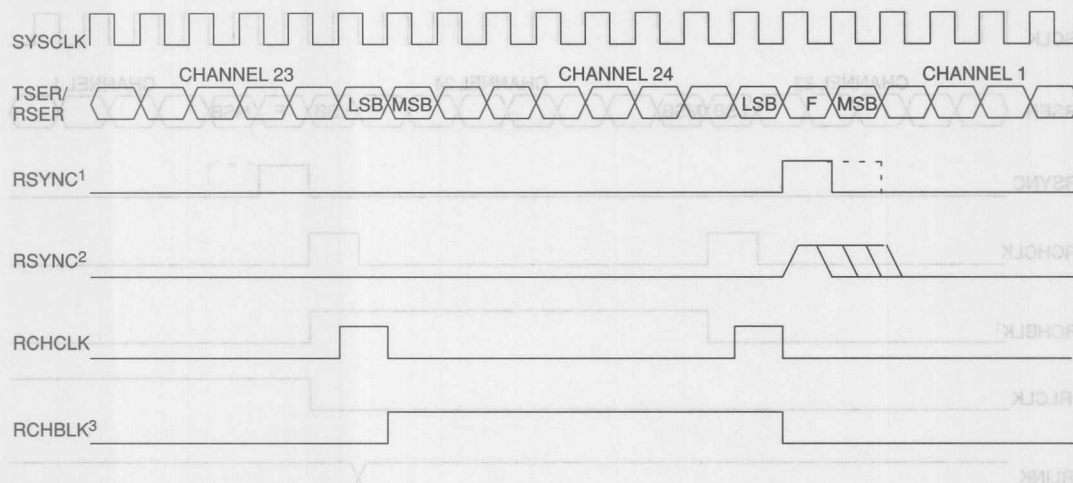 SYSCLK
CHANNEL 23 CHANNEL 24 CHANNEL 1
TSER/
RSER
LSB MSB LSB F MSB
RSYNC¹
RSYNC²
RCHCLK
RCHBLK³